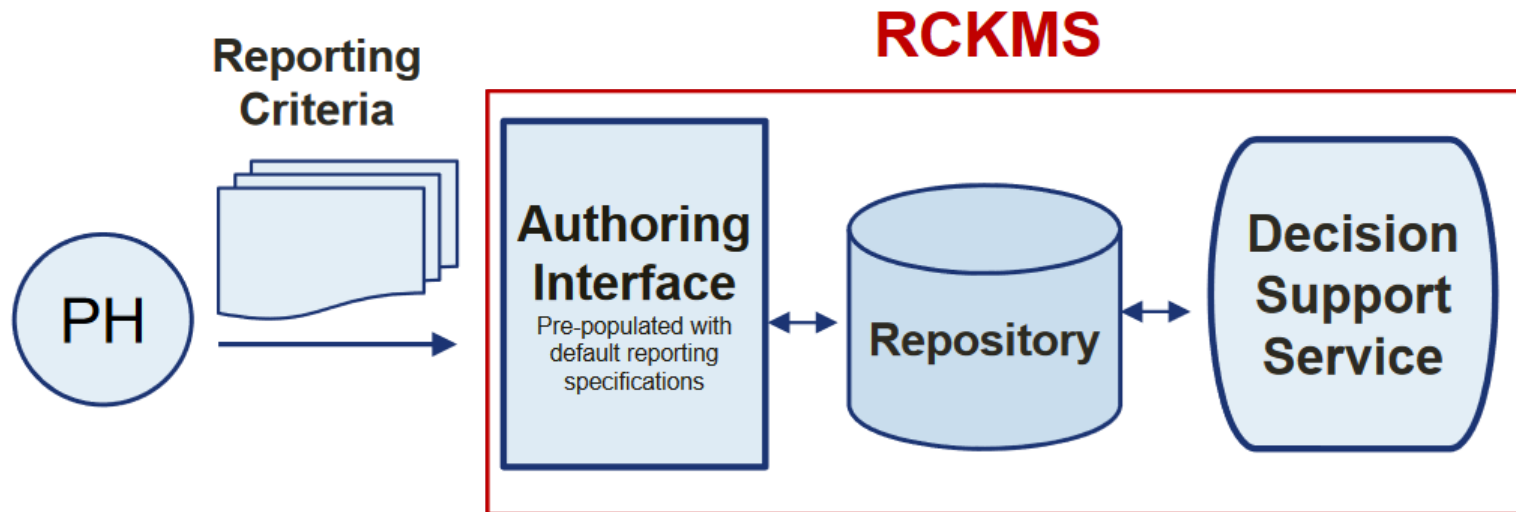 RCKMS
Reporting
Criteria
PH
Authoring
Interface
Pre-populated with
default reporting
specifications
Repository
Decision
Support
Service